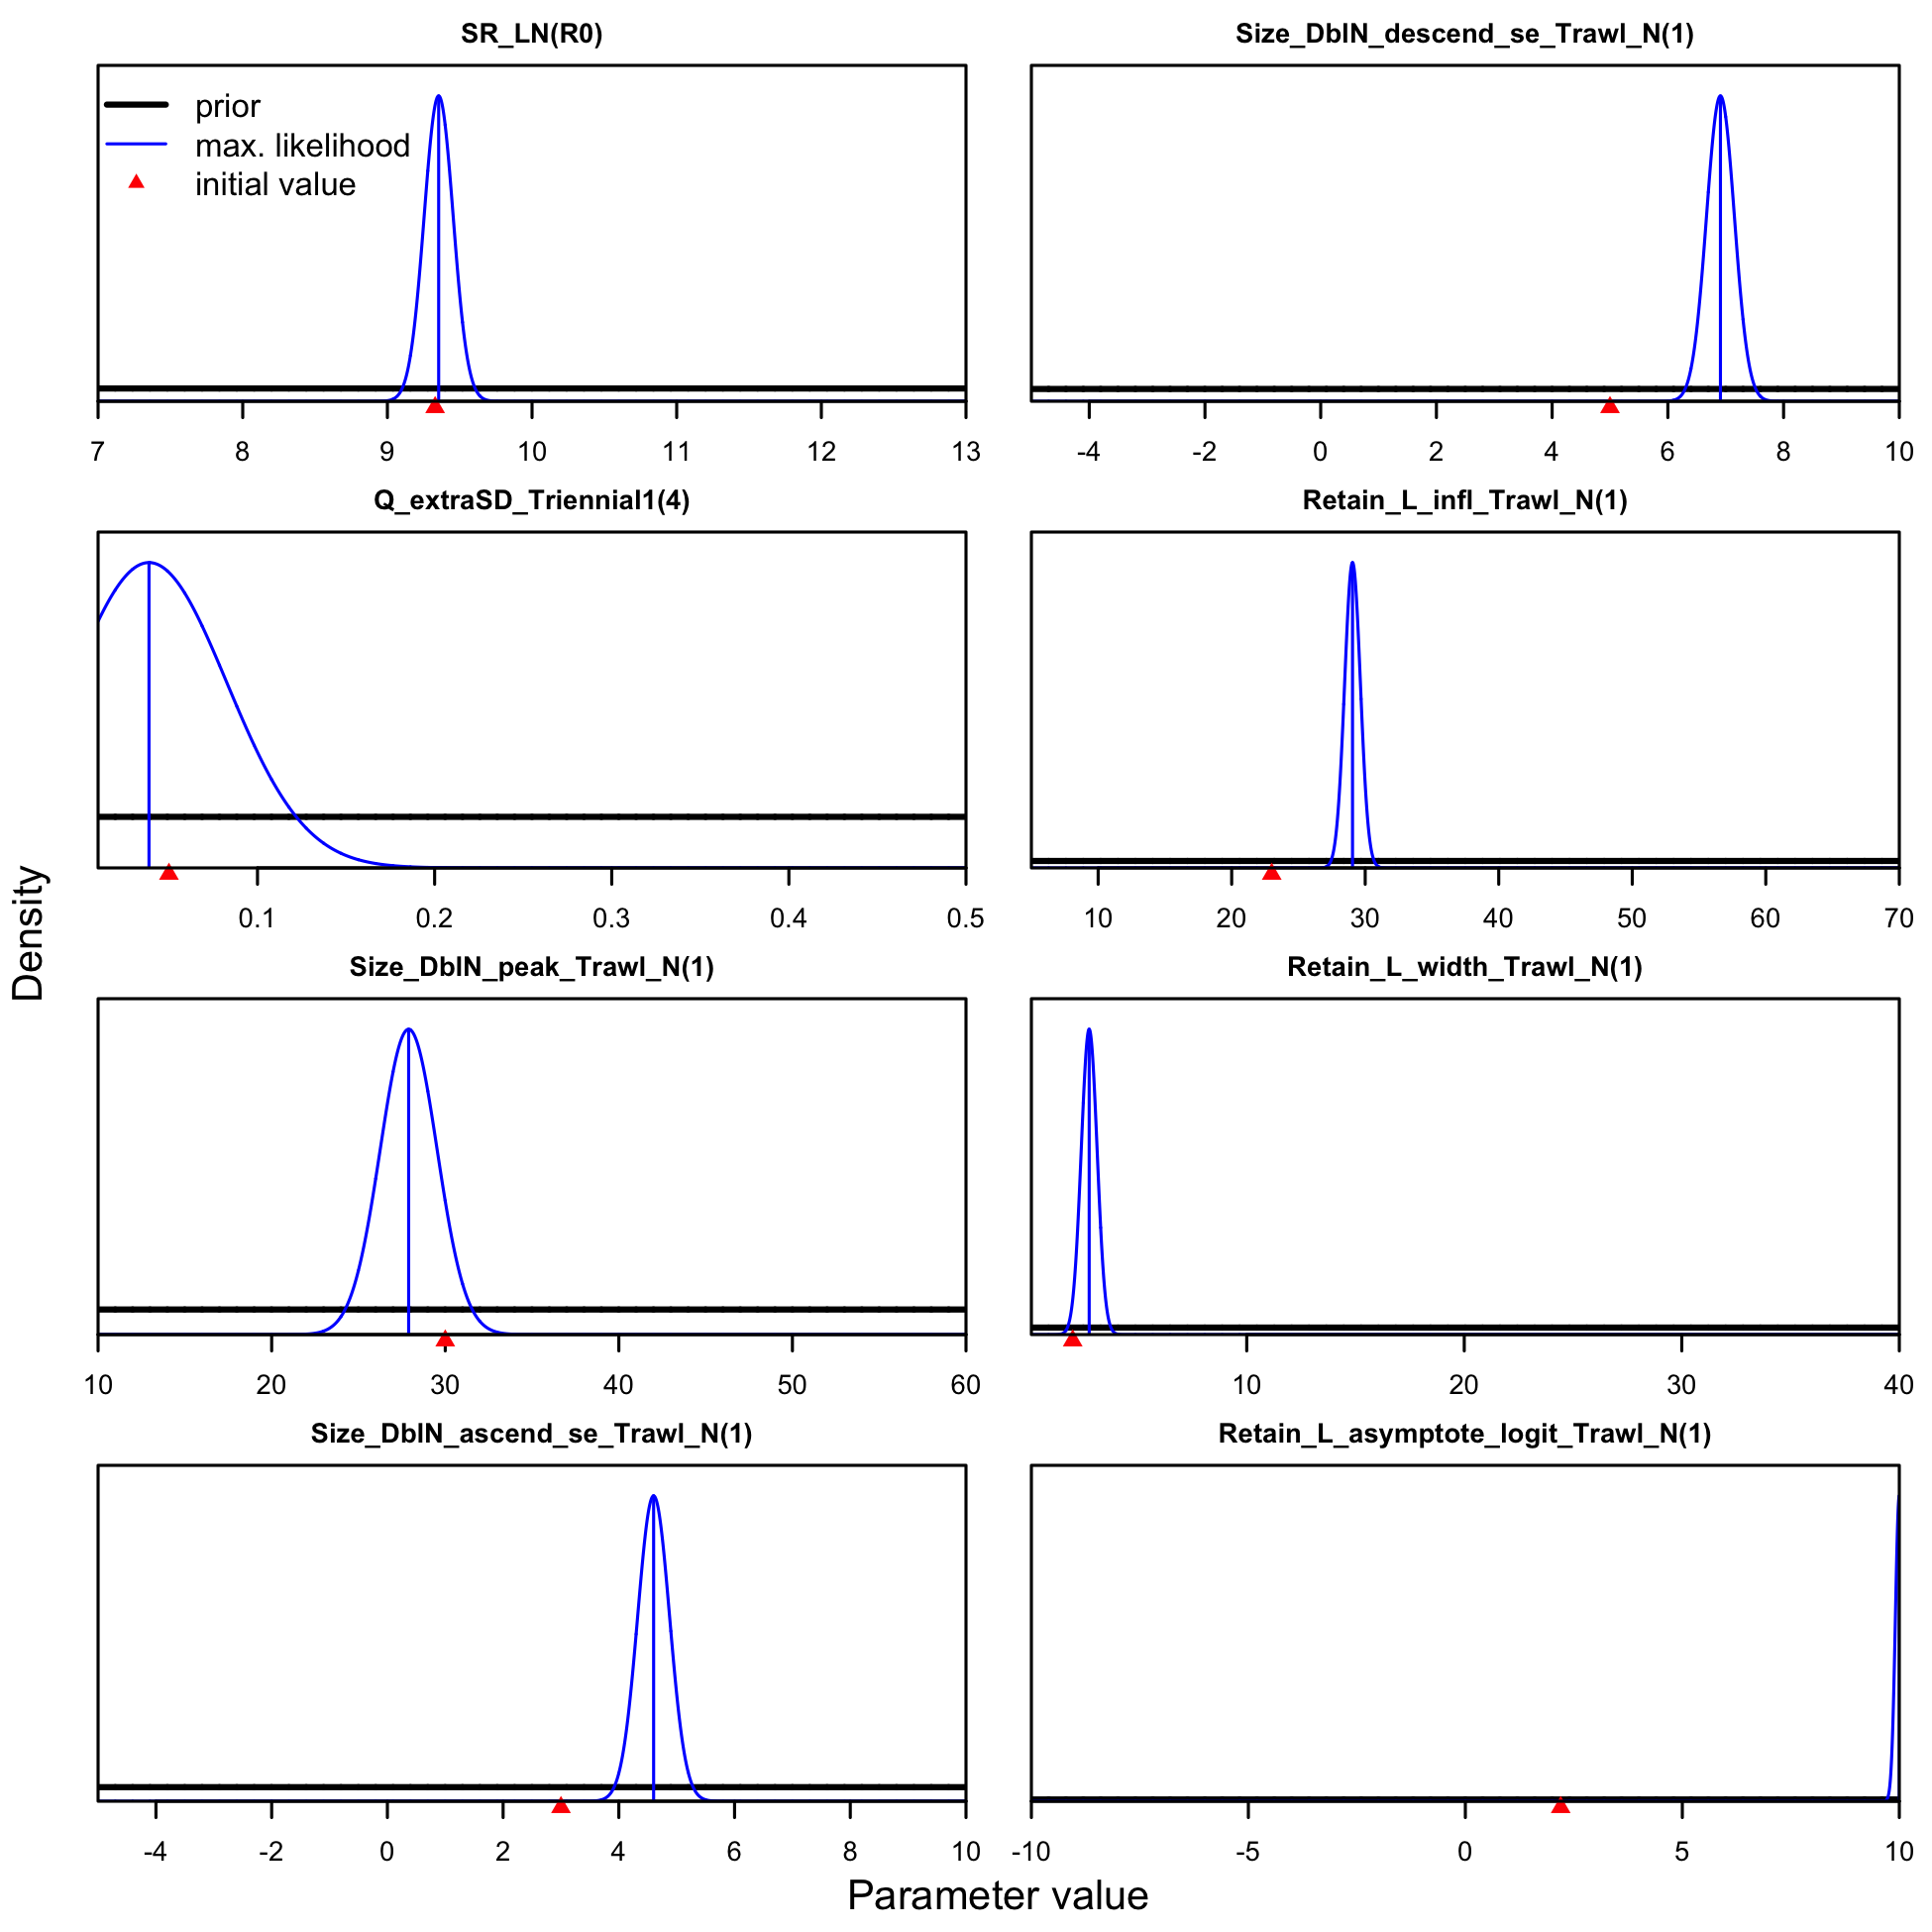 SR_LN(R0)
prior
max. likelihood
initial value
7 8 9 10 11 12 13
Size_DblN_descend_se_Trawl_N(1)
-4 -2 0 2 4 6 8 10
Q_extraSD_Triennial1(4)
0.1 0.2 0.3 0.4 0.5
Retain_L_infl_Trawl_N(1)
10 20 30 40 50 60 70
Size_DblN_peak_Trawl_N(1)
10 20 30 40 50 60
Retain_L_width_Trawl_N(1)
10 20 30 40
Size_DblN_ascend_se_Trawl_N(1)
-4 -2 0 2 4 6 8 10
Retain_L_asymptote_logit_Trawl_N(1)
-10 -5 0 5 10
Density
Parameter value